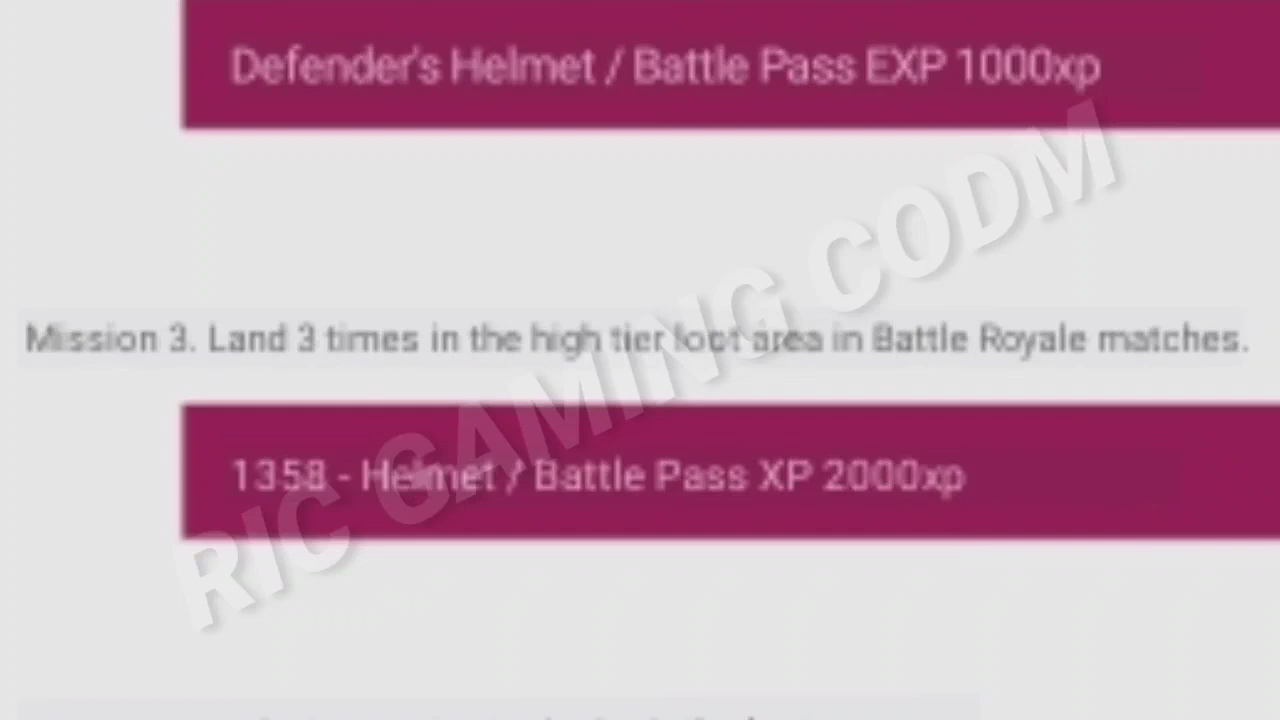 Defender's Helmet / Battle Pass EXP 1000xp
Mission 3. Land 3 times in the high tier loot area in Battle Royale matches.
1358 - Helmet / Battle Pass XP 2000xp
RIC GAMING CODM